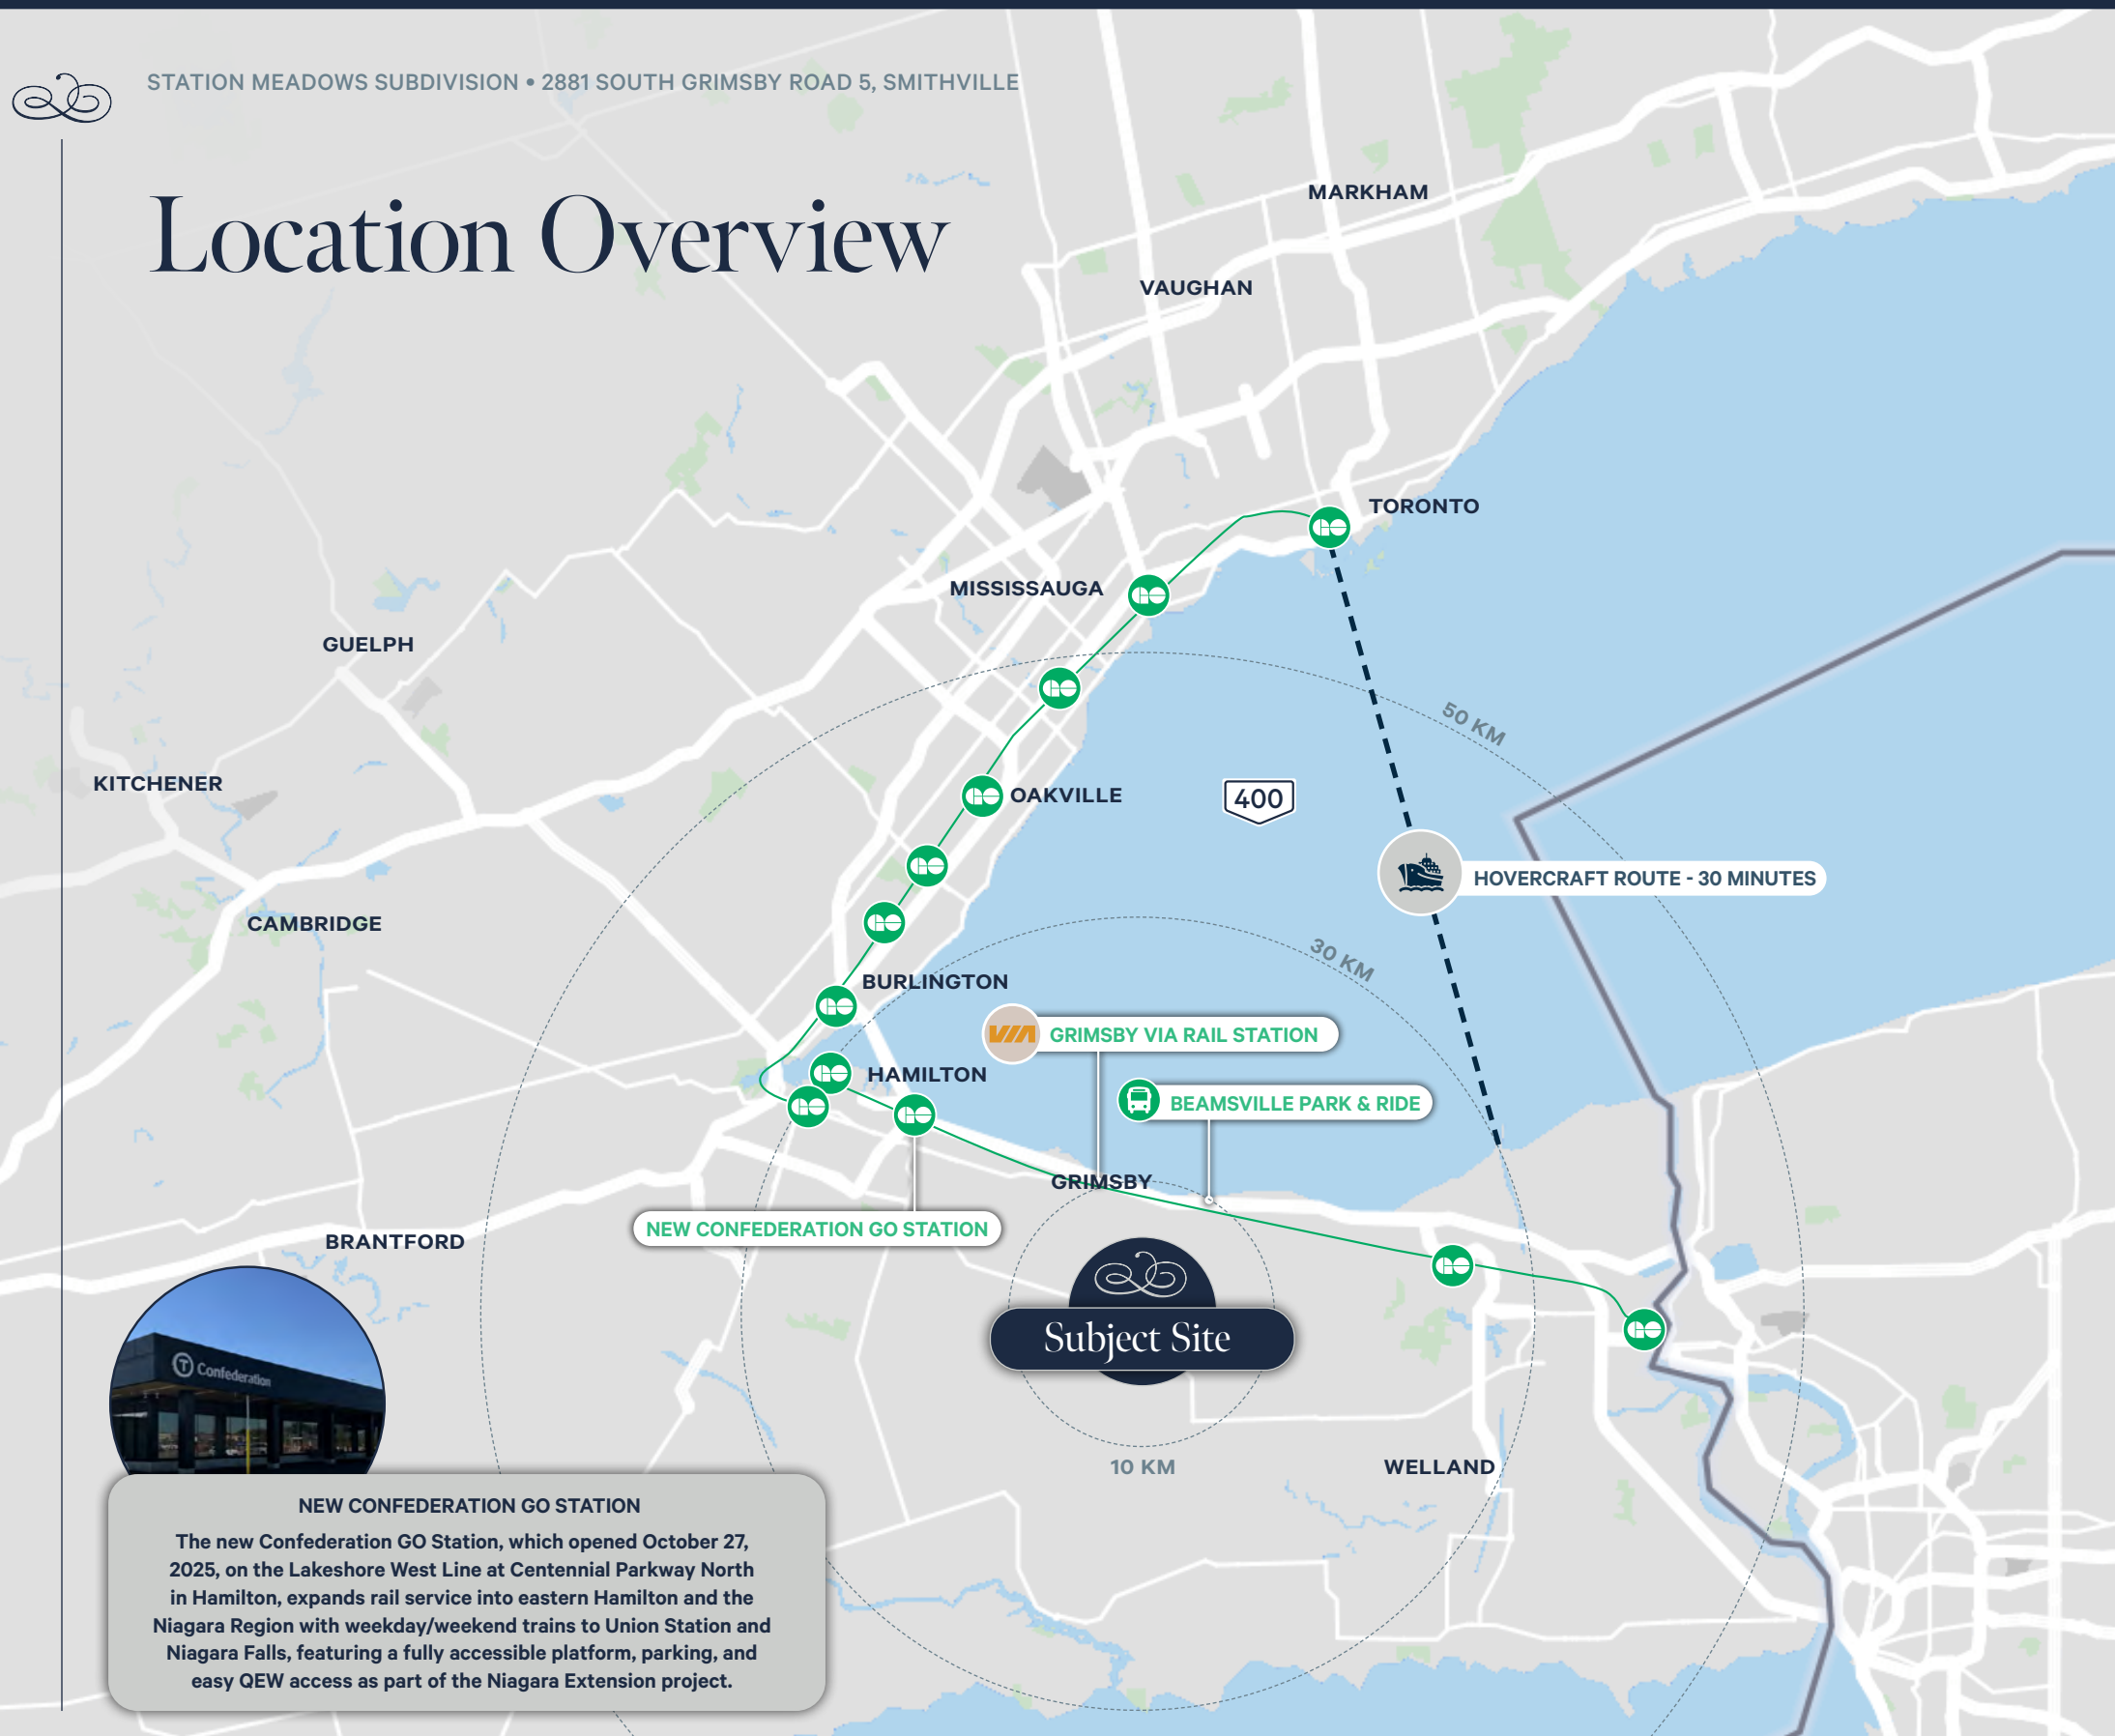 STATION MEADOWS SUBDIVISION • 2881 SOUTH GRIMSBY ROAD 5, SMITHVILLE
Location Overview
MARKHAM
VAUGHAN
TORONTO
MISSISSAUGA
GUELPH
50 KM
KITCHENER
OAKVILLE
400
HOVERCRAFT ROUTE - 30 MINUTES
CAMBRIDGE
30 KM
BURLINGTON
VIA
GRIMSBY VIA RAIL STATION
HAMILTON
BEAMSVILLE PARK & RIDE
GRIMSBY
NEW CONFEDERATION GO STATION
BRANTFORD
Subject Site
T Confederation
10 KM
WELLAND
NEW CONFEDERATION GO STATION
The new Confederation GO Station, which opened October 27,
2025, on the Lakeshore West Line at Centennial Parkway North
in Hamilton, expands rail service into eastern Hamilton and the
Niagara Region with weekday/weekend trains to Union Station and
Niagara Falls, featuring a fully accessible platform, parking, and
easy QEW access as part of the Niagara Extension project.